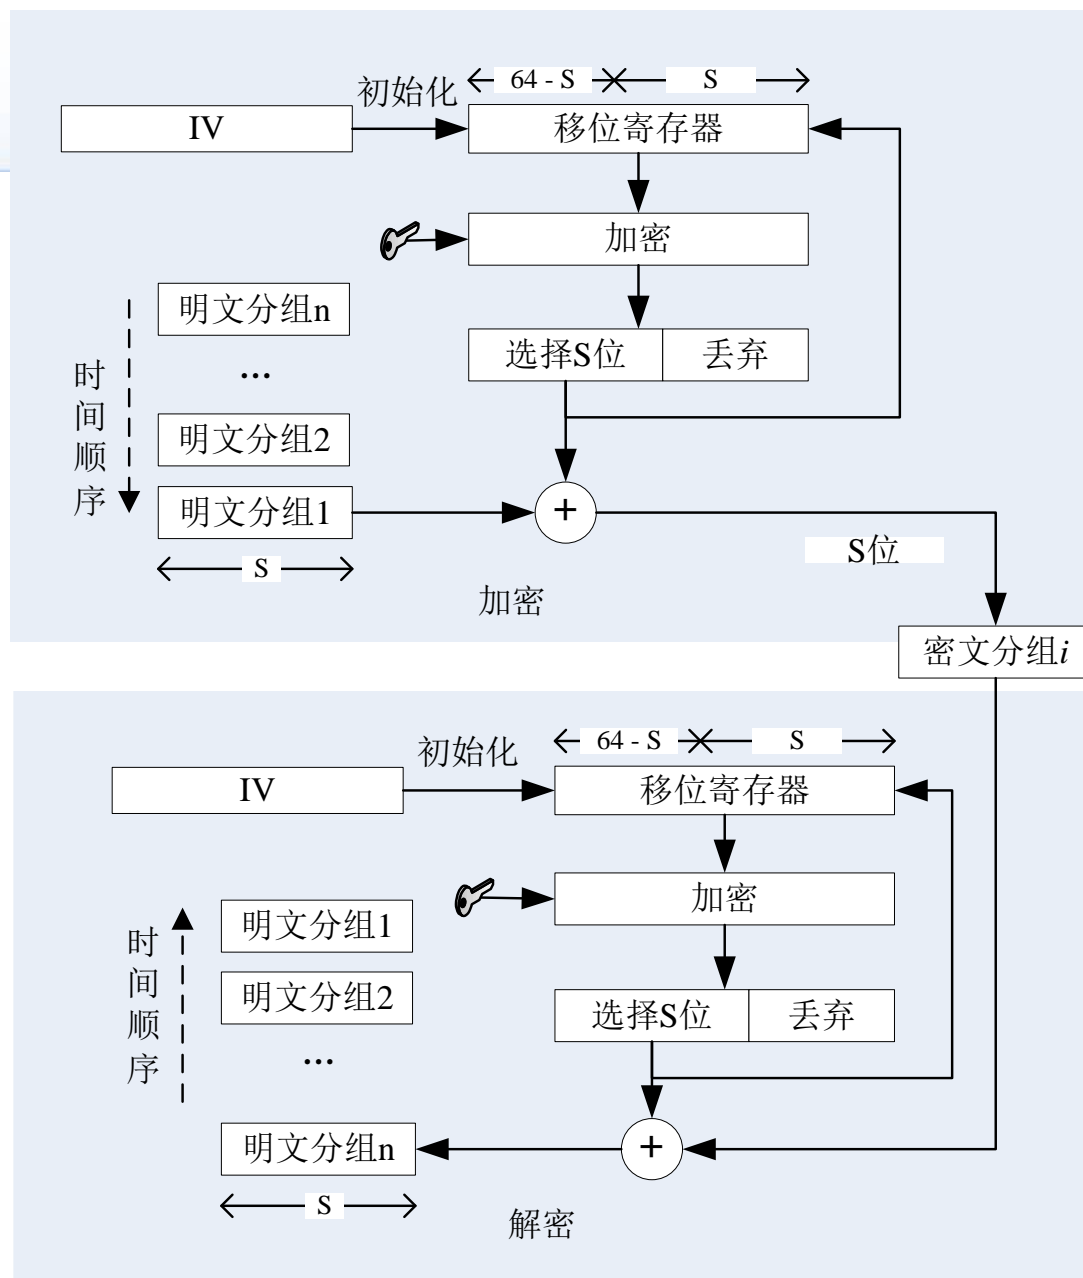 64 - S
S
初始化
IV
移位寄存器
加密
明文分组n
选择S位
丢弃
...
时间顺序
明文分组2
明文分组1
+
S
S位
加密
密文分组i
64 - S
S
初始化
IV
移位寄存器
加密
明文分组1
时间顺序
明文分组2
选择S位
丢弃
...
明文分组n
+
S
解密